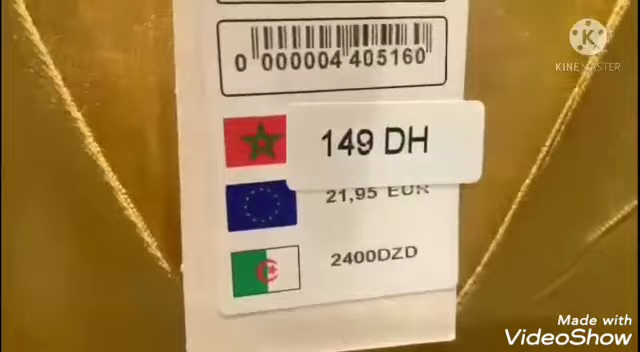 0 000004 405160
KINEMASTER
149 DH
21,95 EUR
2400DZD
Made with
VideoShow